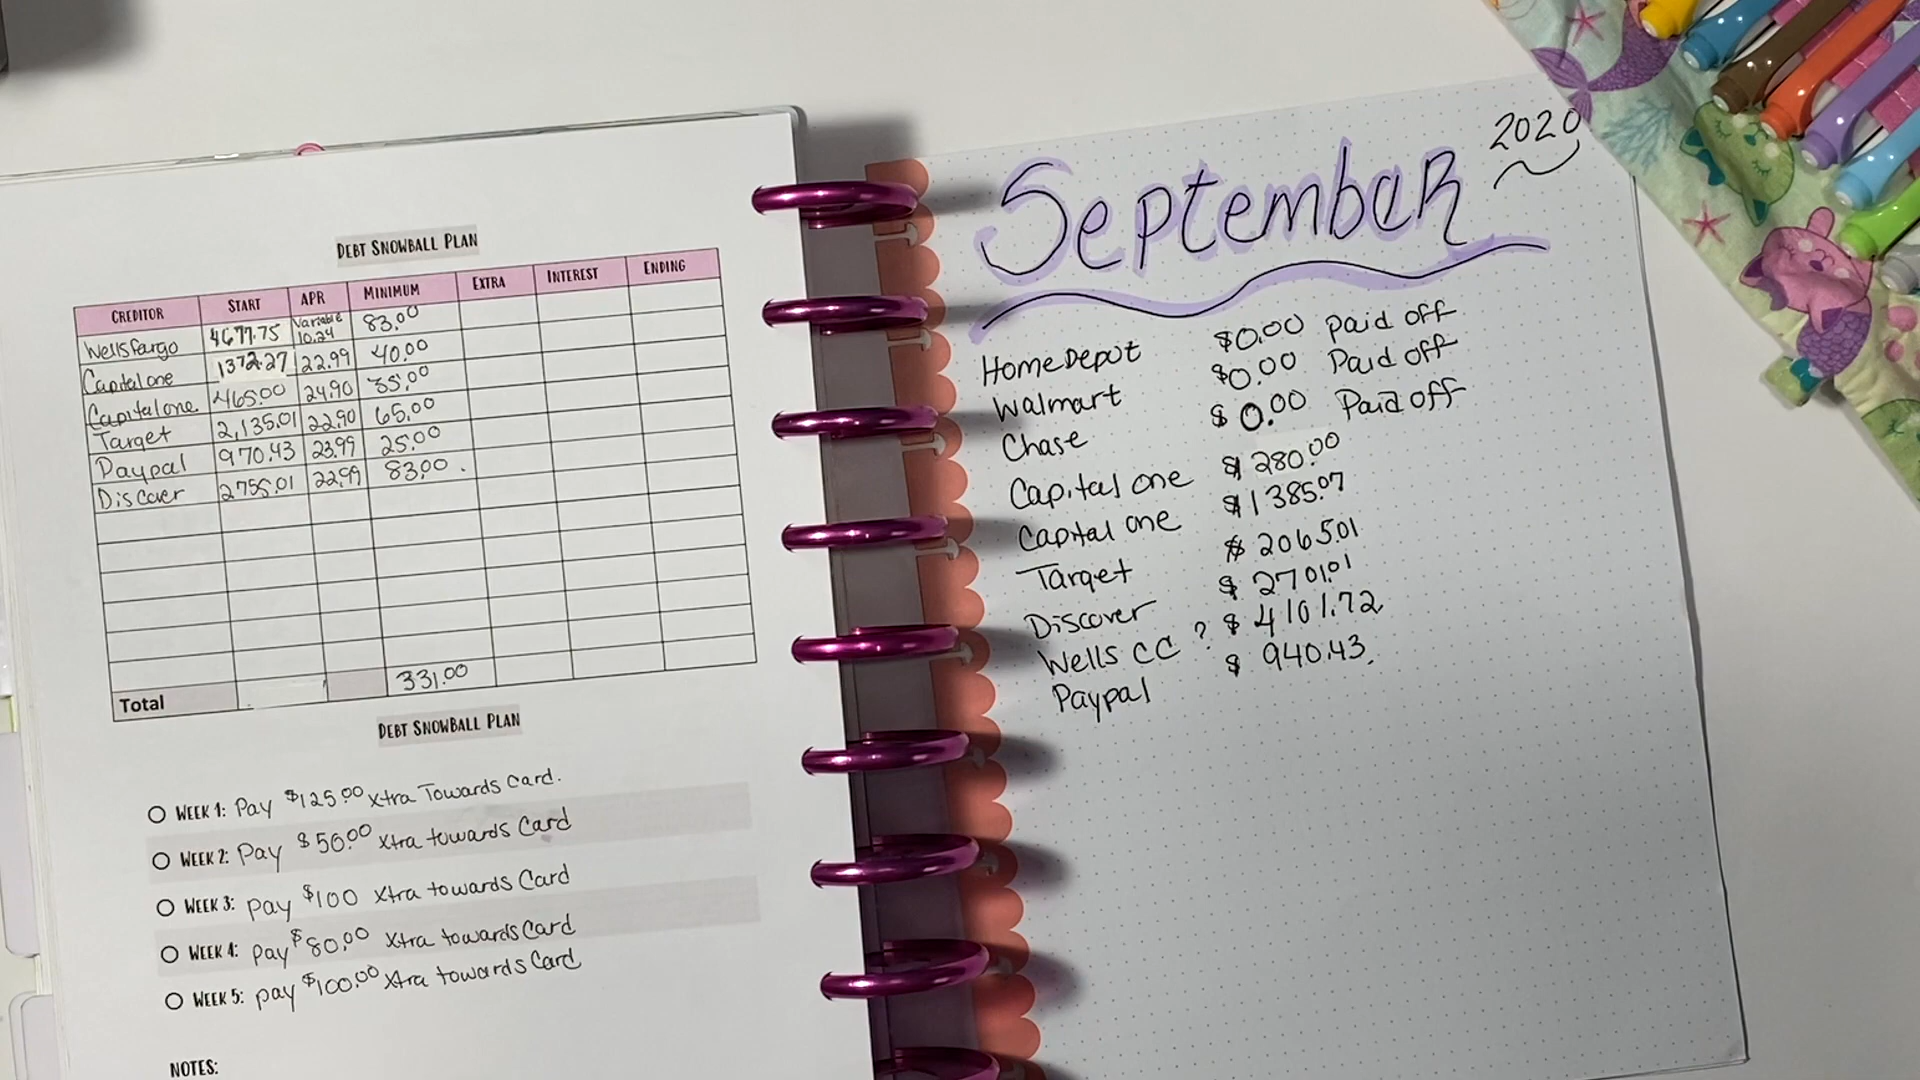 DEBT SNOWBALL PLAN
CREDITOR START APR MINIMUM EXTRA INTEREST ENDING
Wellsfargo 4677.75 Variable 10.24 83.00
Capital one 1372.27 22.99 40.00
Capital one 465.00 24.90 35.00
Target 2,135.01 22.90 65.00
Paypal 970.43 23.99 25.00
Discover 2755.01 22.99 83.00
Total 331.00
DEBT SNOWBALL PLAN
WEEK 1: Pay $125.00 xtra Towards Card.
WEEK 2: Pay $50.00 xtra towards Card
WEEK 3: pay $100 xtra towards Card
WEEK 4: pay $80.00 xtra towards Card
WEEK 5: pay $100.00 xtra towards Card
NOTES:
September 2020
Home Depot $0.00 paid off
Walmart $0.00 Paid off
Chase $0.00 Paid off
Capital one $280.00
Capital one $1385.07
Target $2065.01
Discover $2701.01
Wells CC ? $4101.72
Paypal $940.43.